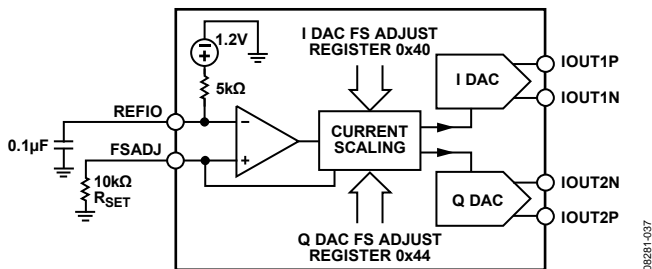 1.2V
I DAC FS ADJUST
REGISTER 0x40
5kΩ
REFIO
0.1µF
FSADJ
10kΩ
RSET
−
+
CURRENT
SCALING
I DAC
IOUT1P
IOUT1N
Q DAC
IOUT2N
IOUT2P
Q DAC FS ADJUST
REGISTER 0x44
08281-037